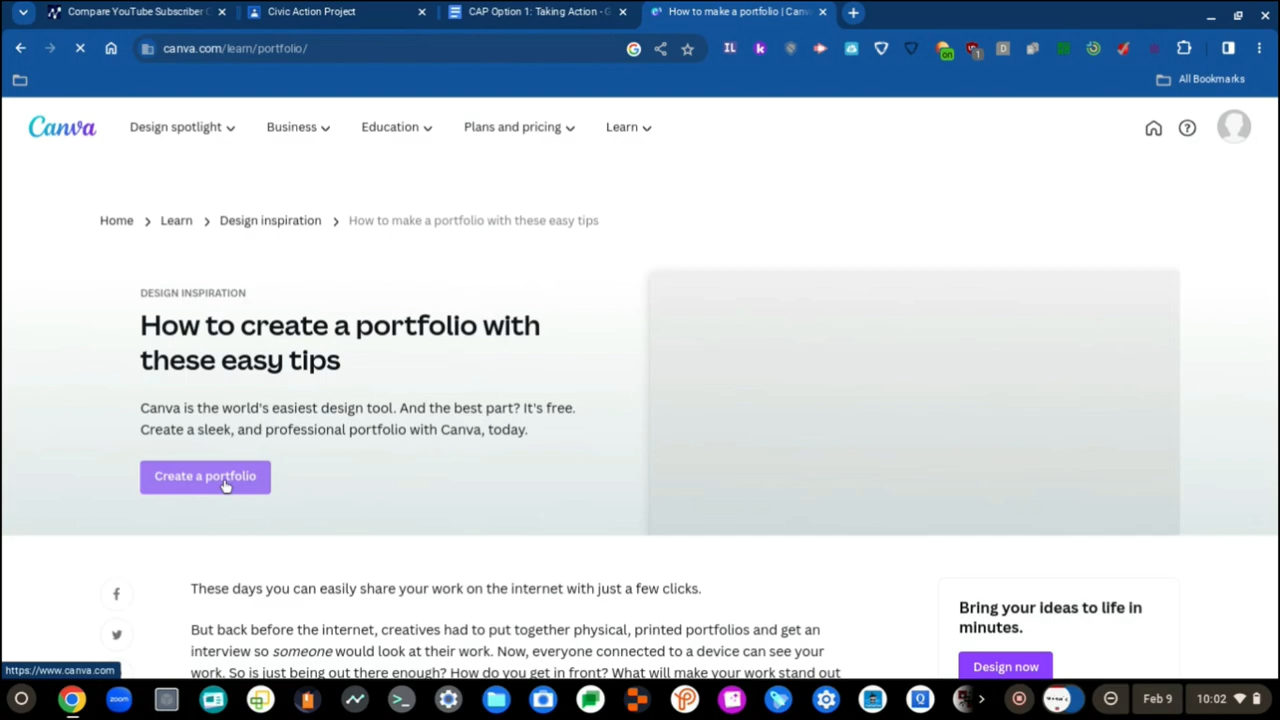 Compare YouTube Subscriber C
Civic Action Project
CAP Option 1: Taking Action - G
How to make a portfolio | Canv
canva.com/learn/portfolio/
All Bookmarks
Canva
Design spotlight
Business
Education
Plans and pricing
Learn
Home
Learn
Design inspiration
How to make a portfolio with these easy tips
DESIGN INSPIRATION
How to create a portfolio with
these easy tips
Canva is the world's easiest design tool. And the best part? It's free.
Create a sleek, and professional portfolio with Canva, today.
Create a portfolio
These days you can easily share your work on the internet with just a few clicks.
But back before the internet, creatives had to put together physical, printed portfolios and get an
interview so someone would look at their work. Now, everyone connected to a device can see your
work. So is just being out there enough? How do you get in front? What will make your work stand out
Bring your ideas to life in
minutes.
Design now
https://www.canva.com
zoom
Feb 9
10:02